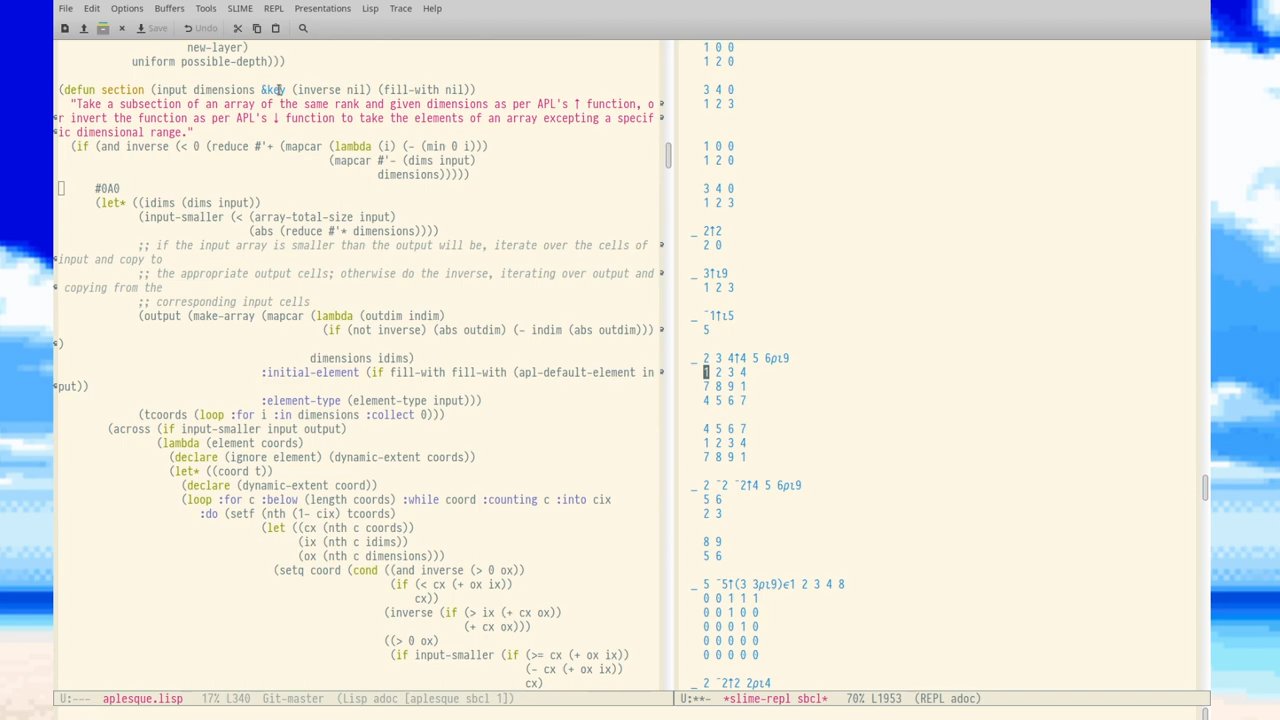 File Edit Options Buffers Tools SLIME REPL Presentations Lisp Trace Help
Save Undo
new-layer)
uniform possible-depth)))
(defun section (input dimensions &key (inverse nil) (fill-with nil))
"Take a subsection of an array of the same rank and given dimensions as per APL's ↑ function, o
r invert the function as per APL's ↓ function to take the elements of an array excepting a specif
ic dimensional range."
(if (and inverse (< 0 (reduce #'+ (mapcar (lambda (i) (- (min 0 i)))
(mapcar #'- (dims input)
dimensions)))))
#0A0
(let* ((idims (dims input))
(input-smaller (< (array-total-size input)
(abs (reduce #'* dimensions))))
;; if the input array is smaller than the output will be, iterate over the cells of
input and copy to
;; the appropriate output cells; otherwise do the inverse, iterating over output and
copying from the
;; corresponding input cells
(output (make-array (mapcar (lambda (outdim indim)
(if (not inverse) (abs outdim) (- indim (abs outdim)))
)
dimensions idims)
:initial-element (if fill-with fill-with (apl-default-element in
put))
:element-type (element-type input)))
(tcoords (loop :for i :in dimensions :collect 0)))
(across (if input-smaller input output)
(lambda (element coords)
(declare (ignore element) (dynamic-extent coords))
(let* ((coord t))
(declare (dynamic-extent coord))
(loop :for c :below (length coords) :while coord :counting c :into cix
:do (setf (nth (1- cix) tcoords)
(let ((cx (nth c coords))
(ix (nth c idims))
(ox (nth c dimensions)))
(setq coord (cond ((and inverse (> 0 ox))
(if (< cx (+ ox ix))
cx))
(inverse (if (> ix (+ cx ox))
(+ cx ox)))
((> 0 ox)
(if input-smaller (if (>= cx (+ ox ix))
(- cx (+ ox ix))
cx)
U:--- aplesque.lisp 17% L340 Git-master (Lisp adoc [aplesque sbcl 1])
1 0 0
1 2 0
3 4 0
1 2 3
1 0 0
1 2 0
3 4 0
1 2 3
_ 2↑2
2 0
_ 3↑⍳9
1 2 3
_ ¯1↑⍳5
5
_ 2 3 4↑4 5 6⍴⍳9
1 2 3 4
7 8 9 1
4 5 6 7
4 5 6 7
1 2 3 4
7 8 9 1
_ 2 ¯2 ¯2↑4 5 6⍴⍳9
5 6
2 3
8 9
5 6
_ 5 ¯5↑(3 3⍴⍳9)∊1 2 3 4 8
0 0 1 1 1
0 0 1 0 0
0 0 0 1 0
0 0 0 0 0
0 0 0 0 0
_ 2 ¯2↑2 2⍴⍳4
U:**- *slime-repl sbcl* 70% L1953 (REPL adoc)